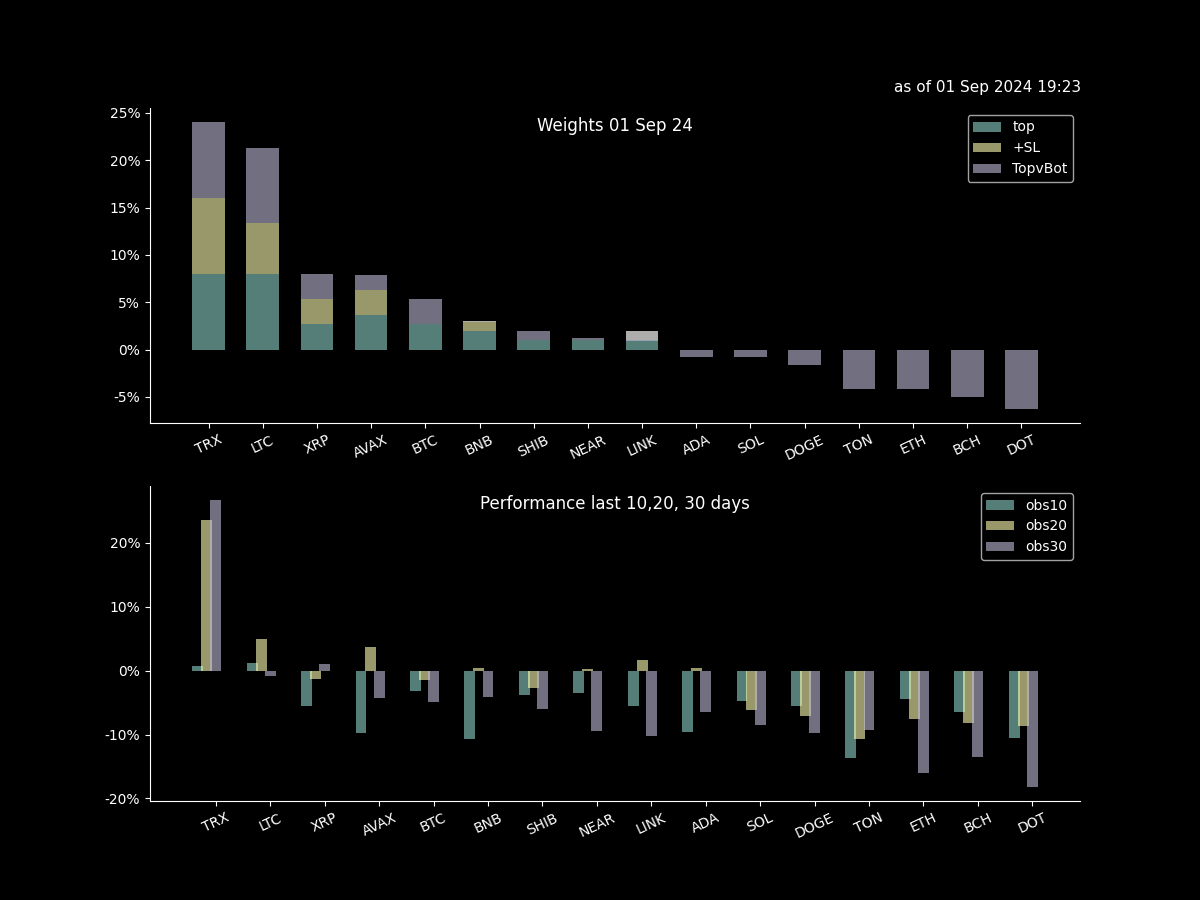 as of 01 Sep 2024 19:23
Weights 01 Sep 24
top
+SL
TopvBot
25%
20%
15%
10%
5%
0%
-5%
TRX LTC XRP AVAX BTC BNB SHIB NEAR LINK ADA SOL DOGE TON ETH BCH DOT
Performance last 10,20, 30 days
obs10
obs20
obs30
20%
10%
0%
-10%
-20%
TRX LTC XRP AVAX BTC BNB SHIB NEAR LINK ADA SOL DOGE TON ETH BCH DOT